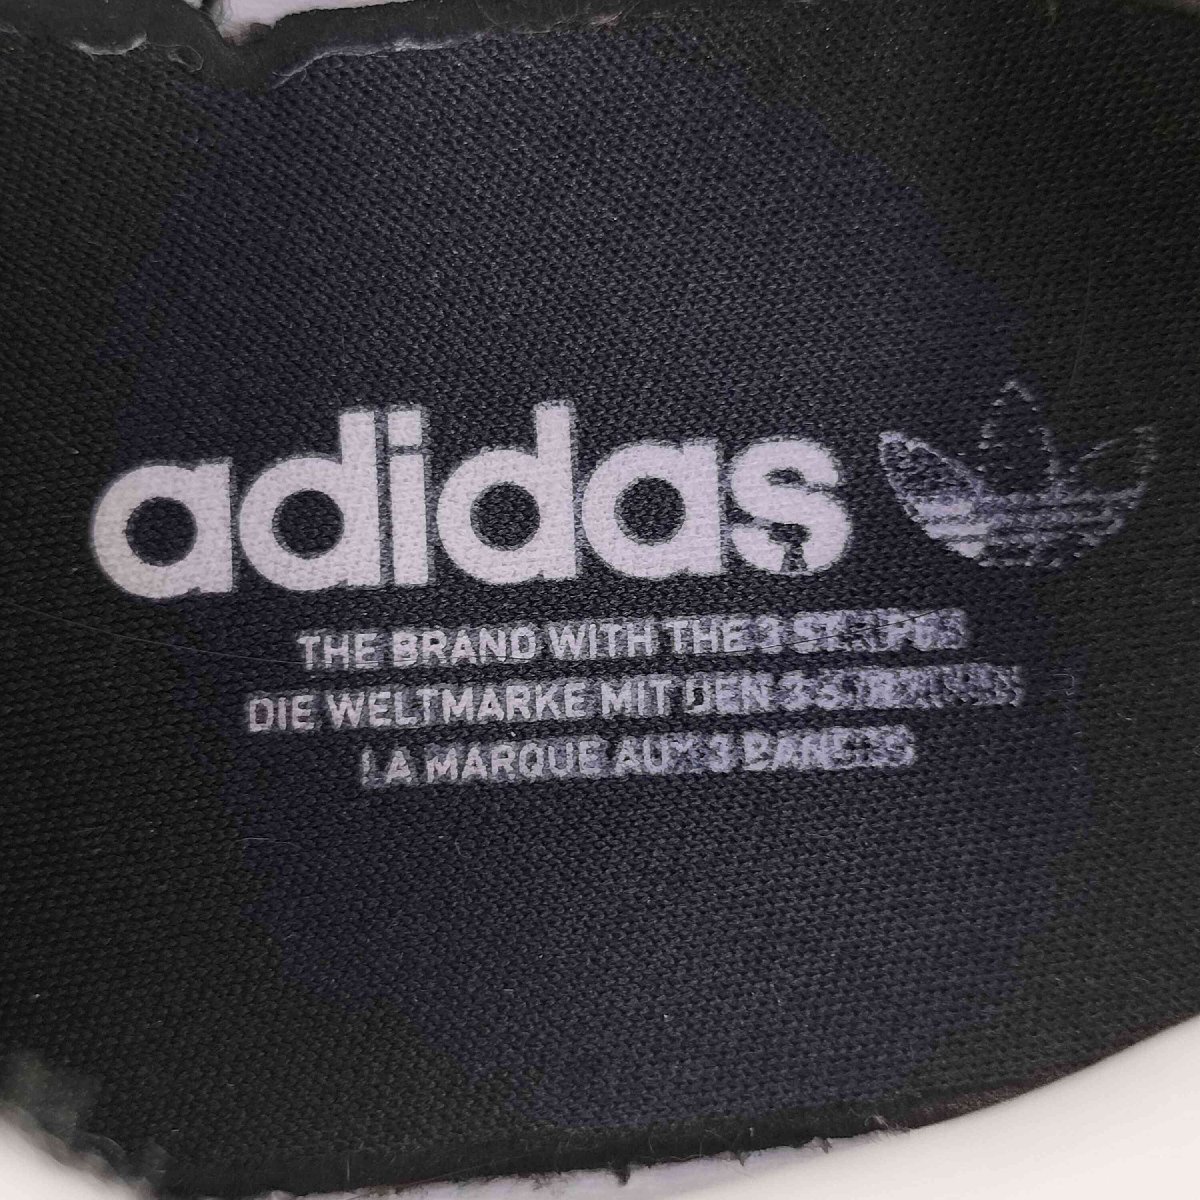 adidas
THE BRAND WITH THE 3 STRIPES
DIE WELTMARKE MIT DEN 3 STREIFEN
LA MARQUE AUX 3 BANDES